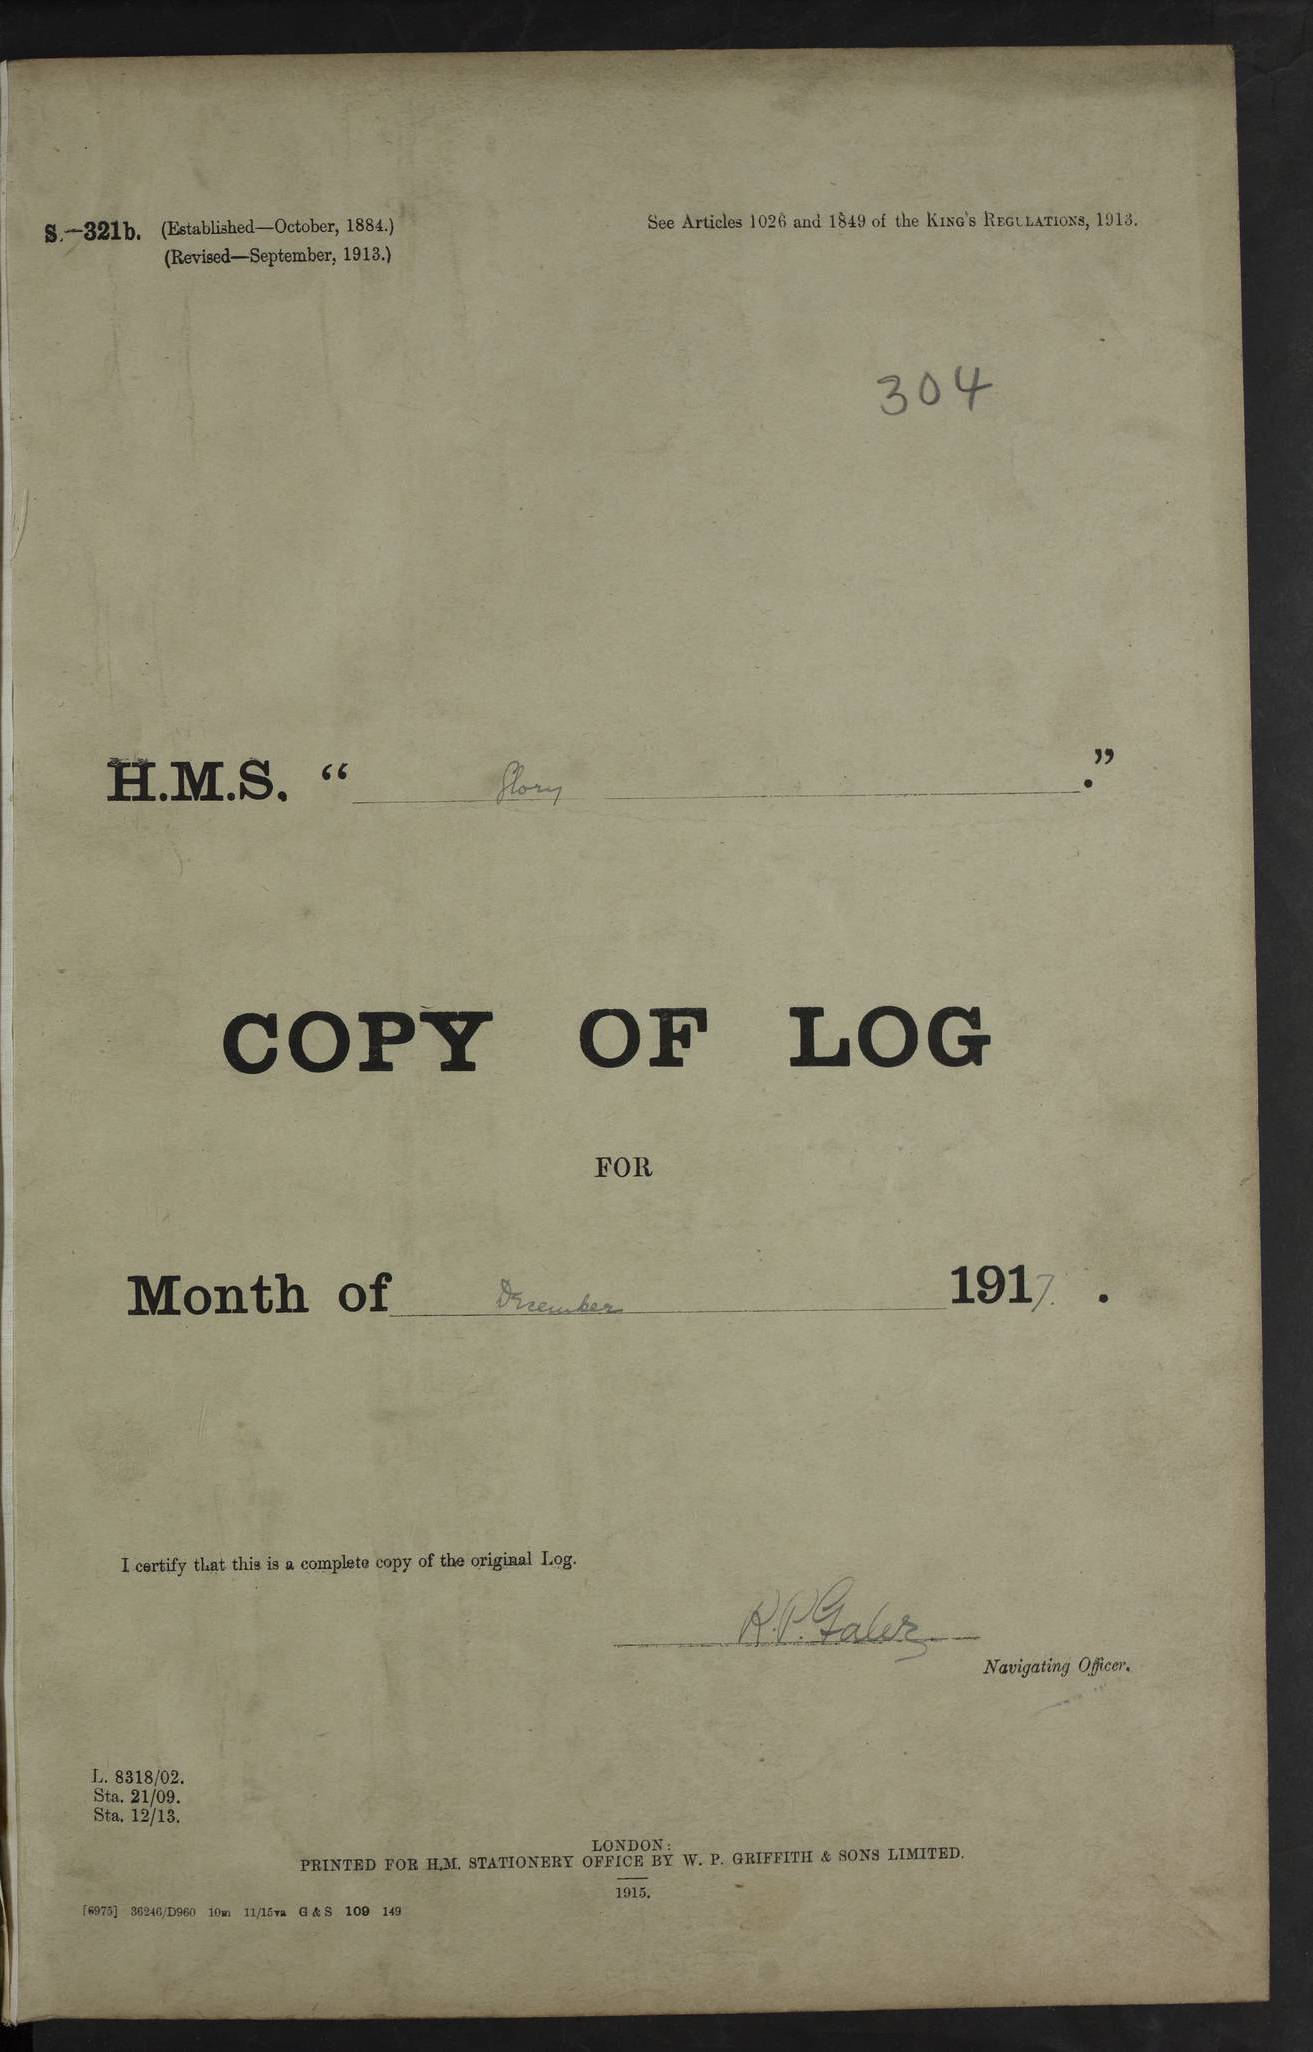 S.—321b. (Established—October, 1884.)
(Revised—September, 1913.)
See Articles 1026 and 1849 of the KING'S REGULATIONS, 1913.
304
H.M.S. “ Glory .”
COPY OF LOG
FOR
Month of December 1917.
I certify that this is a complete copy of the original Log.
R.P. Galer
Navigating Officer.
L. 8318/02.
Sta. 21/09.
Sta. 12/13.
LONDON:
PRINTED FOR H.M. STATIONERY OFFICE BY W. P. GRIFFITH & SONS LIMITED.
1915.
[6975] 36246/D960 10m 11/15 G & S 109 149